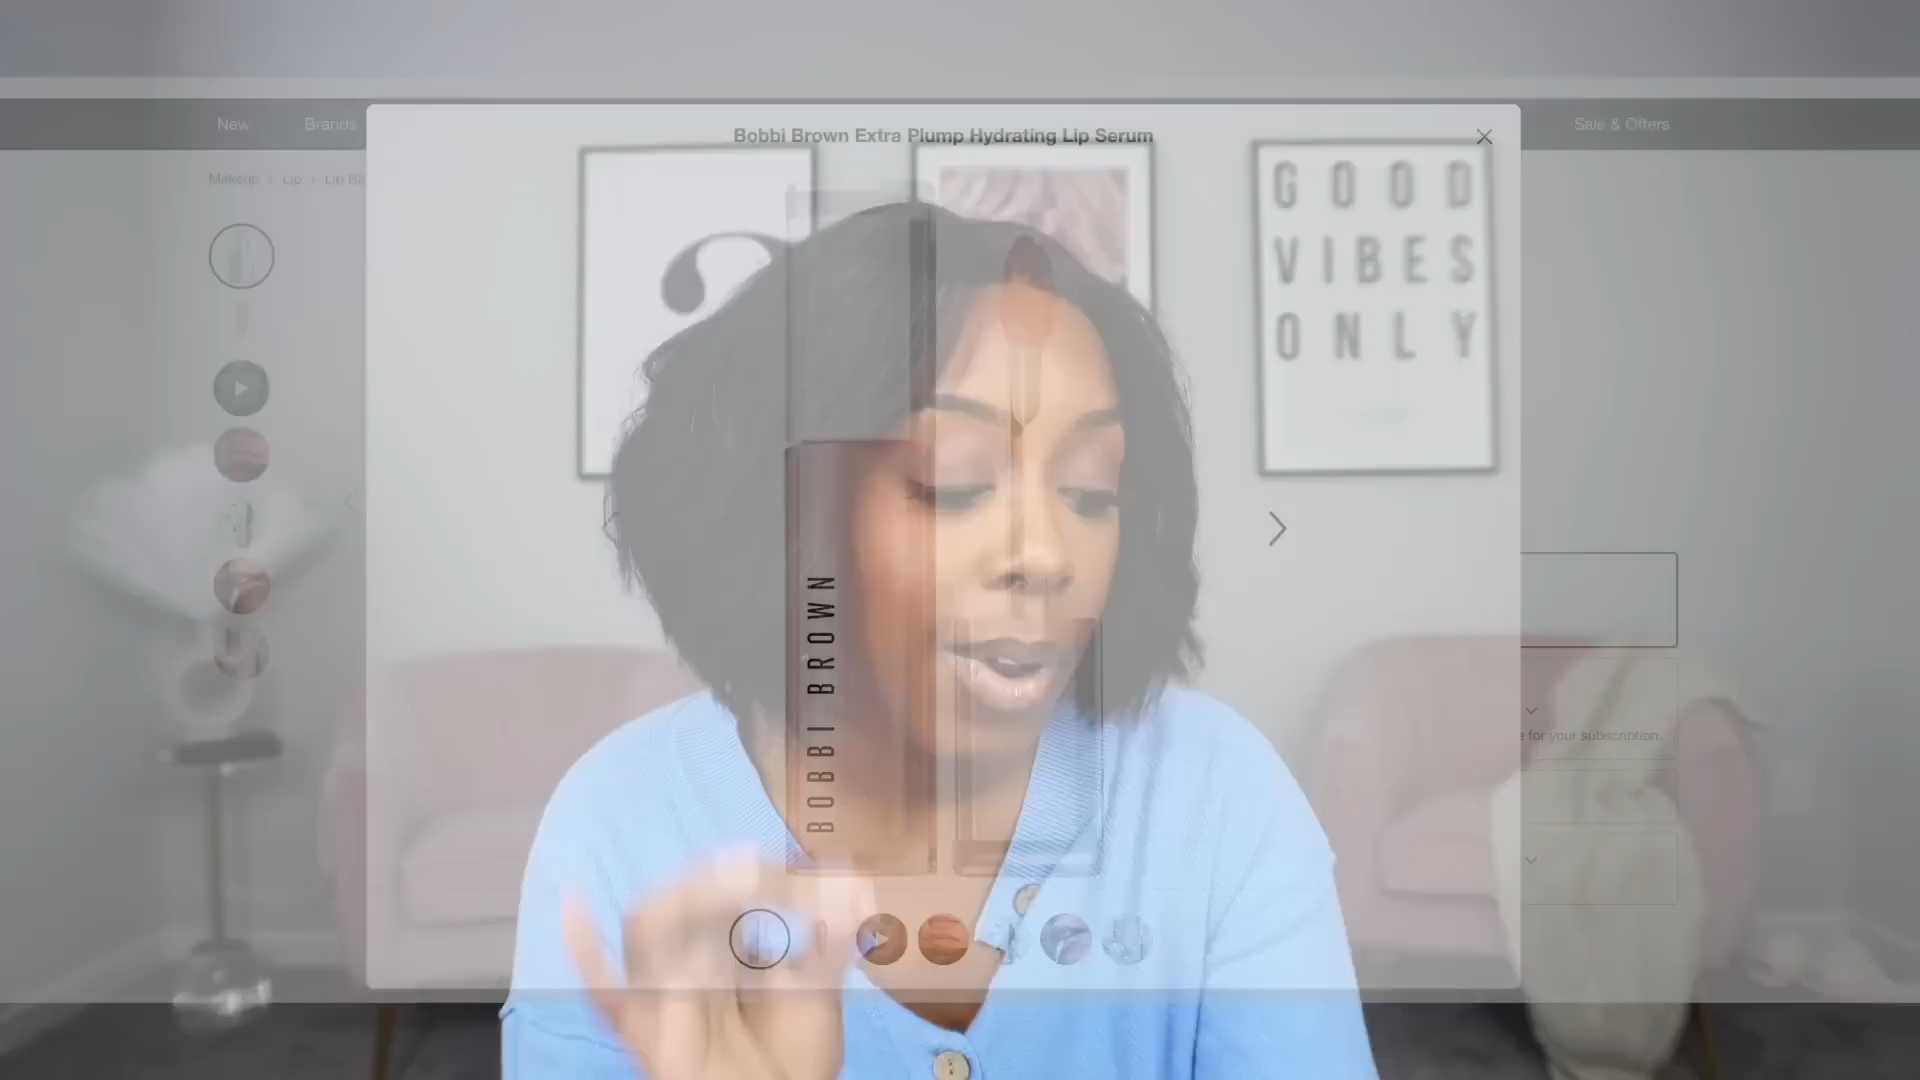 New
Brands
Sale & Offers
Bobbi Brown Extra Plump Hydrating Lip Serum
Makeup
Lip
GOOD
VIBES
ONLY
BOBBI BROWN
for your subscription.